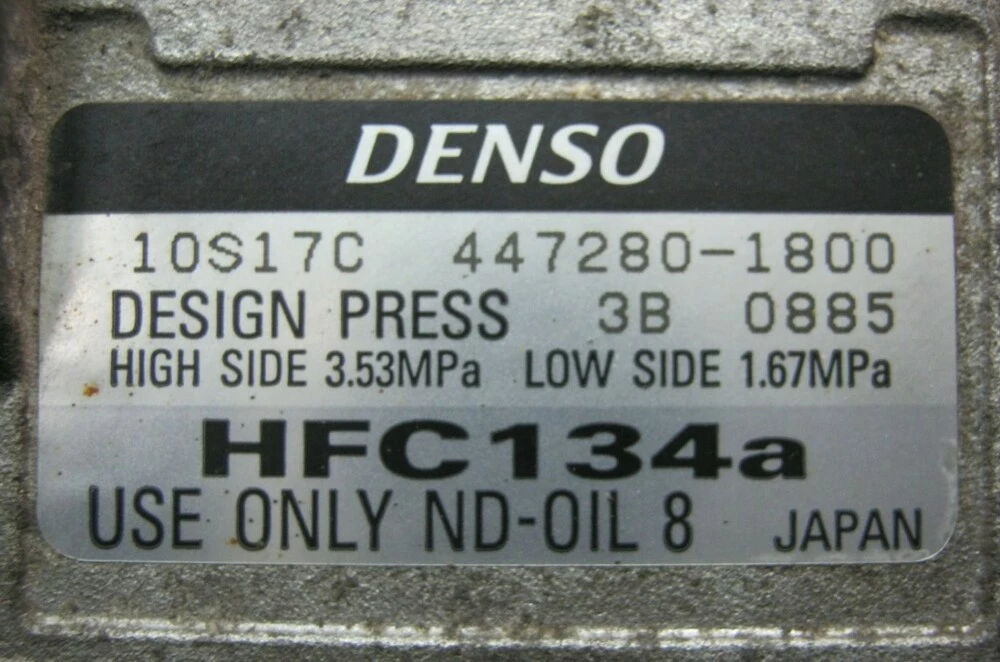 DENSO
10S17C 447280-1800
DESIGN PRESS 3B 0885
HIGH SIDE 3.53MPa LOW SIDE 1.67MPa
HFC134a
USE ONLY ND-OIL 8 JAPAN